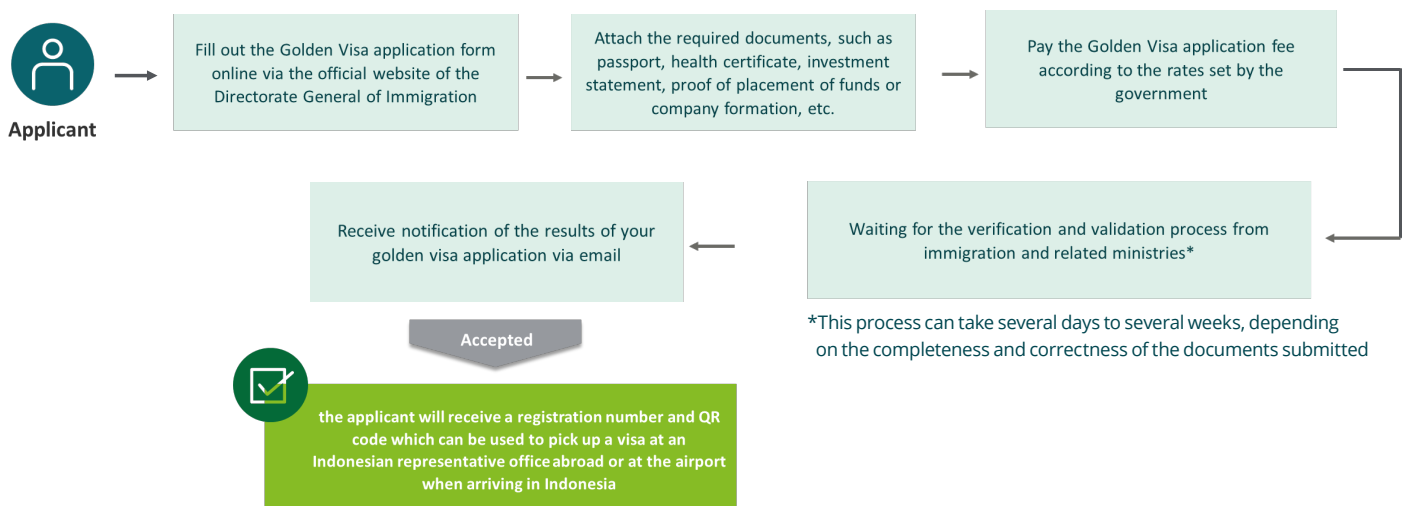 Applicant
Fill out the Golden Visa application form
online via the official website of the
Directorate General of Immigration
Attach the required documents, such as
passport, health certificate, investment
statement, proof of placement of funds or
company formation, etc.
Pay the Golden Visa application fee
according to the rates set by the
government
Waiting for the verification and validation process from
immigration and related ministries*
*This process can take several days to several weeks, depending
on the completeness and correctness of the documents submitted
Receive notification of the results of your
golden visa application via email
Accepted
the applicant will receive a registration number and QR
code which can be used to pick up a visa at an
Indonesian representative office abroad or at the airport
when arriving in Indonesia